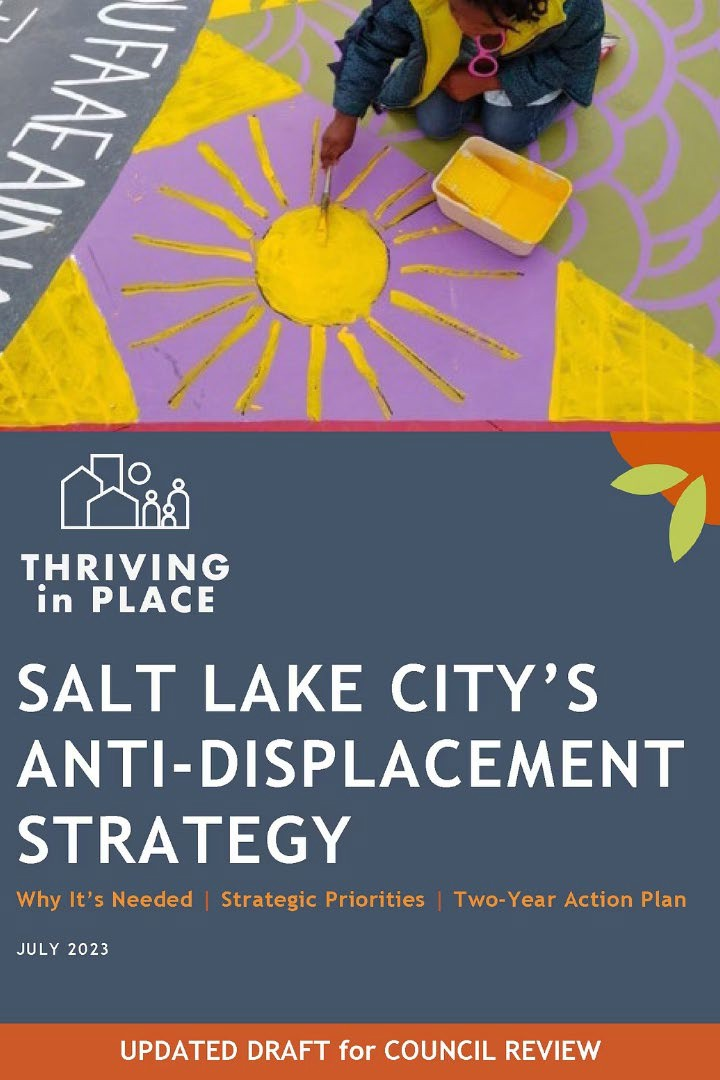 THRIVING
in PLACE
SALT LAKE CITY’S
ANTI-DISPLACEMENT
STRATEGY
Why It’s Needed | Strategic Priorities | Two-Year Action Plan
JULY 2023
UPDATED DRAFT for COUNCIL REVIEW